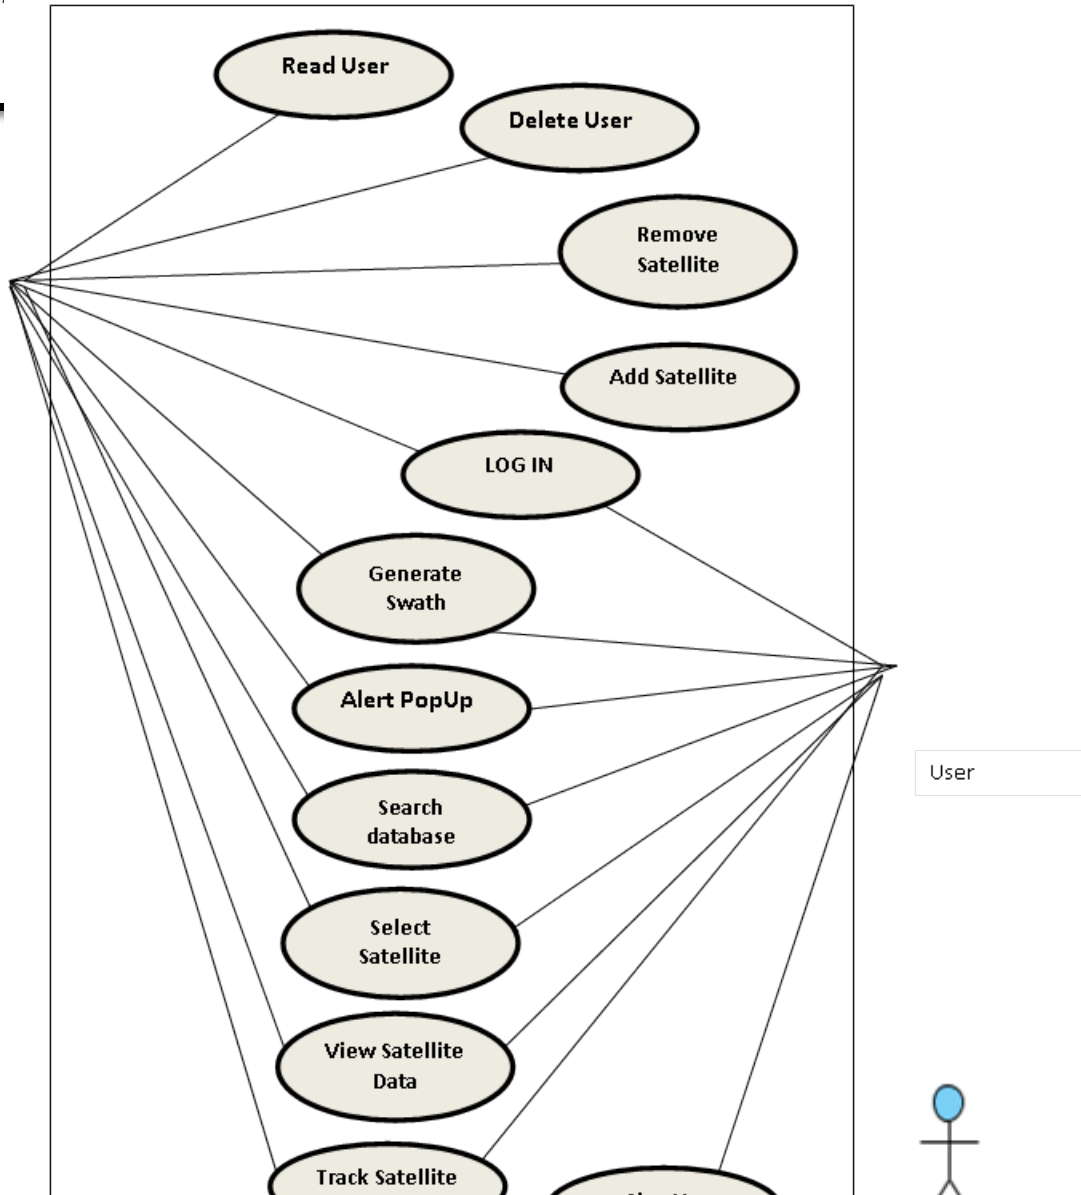 Read User
Delete User
Remove
Satellite
Add Satellite
LOG IN
Generate
Swath
Alert PopUp
User
Search
database
Select
Satellite
View Satellite
Data
Track Satellite